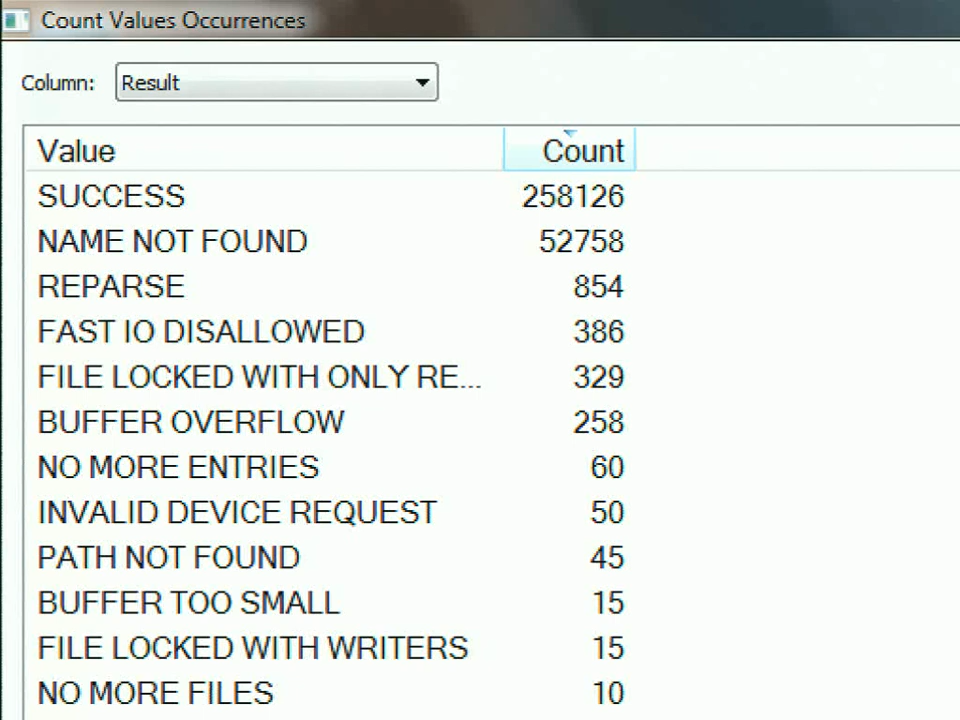 Count Values Occurrences
Column: Result
Value Count
SUCCESS 258126
NAME NOT FOUND 52758
REPARSE 854
FAST IO DISALLOWED 386
FILE LOCKED WITH ONLY RE... 329
BUFFER OVERFLOW 258
NO MORE ENTRIES 60
INVALID DEVICE REQUEST 50
PATH NOT FOUND 45
BUFFER TOO SMALL 15
FILE LOCKED WITH WRITERS 15
NO MORE FILES 10